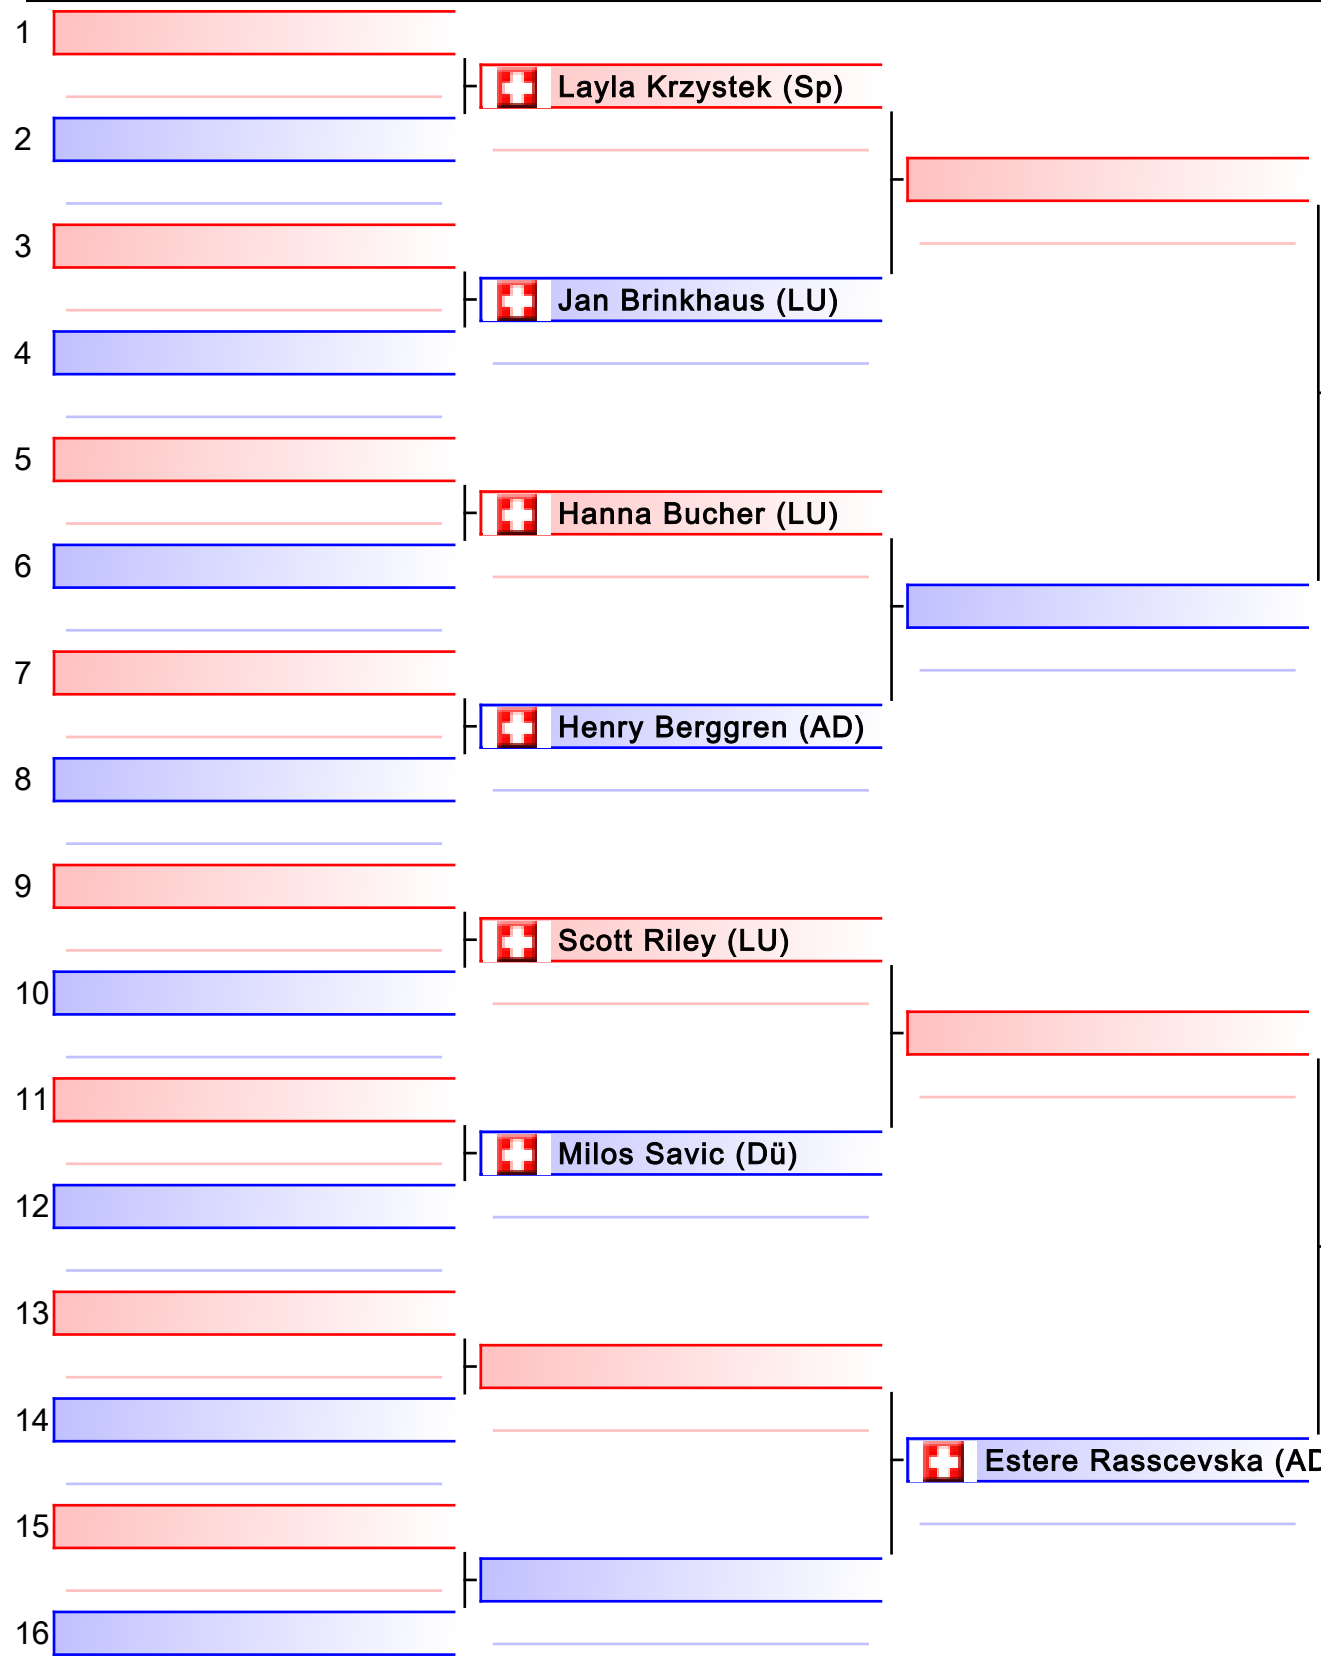 1
Layla Krzystek (Sp)
2
3
Jan Brinkhaus (LU)
4
5
Hanna Bucher (LU)
6
7
Henry Berggren (AD)
8
9
Scott Riley (LU)
10
11
Milos Savic (Dü)
12
13
14
Estere Rasscevska (AD
15
16